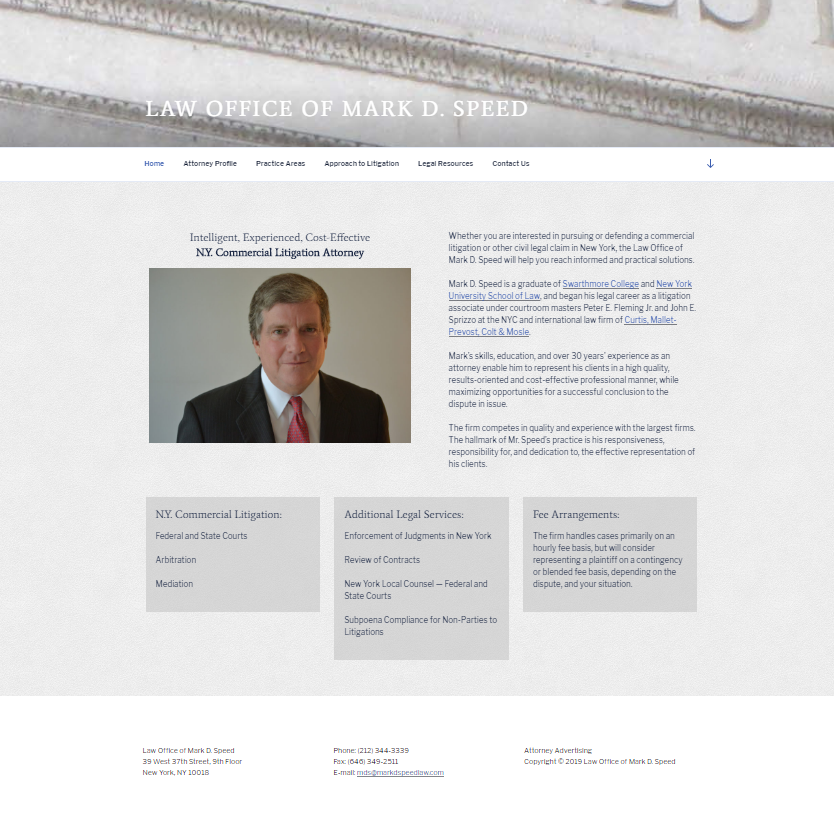 LAW OFFICE OF MARK D. SPEED
Home Attorney Profile Practice Areas Approach to Litigation Legal Resources Contact Us
Intelligent, Experienced, Cost-Effective
N.Y. Commercial Litigation Attorney
Whether you are interested in pursuing or defending a commercial
litigation or other civil legal claim in New York, the Law Office of
Mark D. Speed will help you reach informed and practical solutions.
Mark D. Speed is a graduate of Swarthmore College and New York
University School of Law, and began his legal career as a litigation
associate under courtroom masters Peter E. Fleming Jr. and John E.
Sprizzo at the NYC and international law firm of Curtis, Mallet-
Prevost, Colt & Mosle.
Mark's skills, education, and over 30 years' experience as an
attorney enable him to represent his clients in a high quality,
results-oriented and cost-effective professional manner, while
maximizing opportunities for a successful conclusion to the
dispute in issue.
The firm competes in quality and experience with the largest firms.
The hallmark of Mr. Speed's practice is his responsiveness,
responsibility for, and dedication to, the effective representation of
his clients.
N.Y. Commercial Litigation:
Federal and State Courts
Arbitration
Mediation
Additional Legal Services:
Enforcement of Judgments in New York
Review of Contracts
New York Local Counsel — Federal and
State Courts
Subpoena Compliance for Non-Parties to
Litigations
Fee Arrangements:
The firm handles cases primarily on an
hourly fee basis, but will consider
representing a plaintiff on a contingency
or blended fee basis, depending on the
dispute, and your situation.
Law Office of Mark D. Speed
39 West 37th Street, 9th Floor
New York, NY 10018
Phone: (212) 344-3339
Fax: (646) 349-2511
E-mail: mds@markdspeedlaw.com
Attorney Advertising
Copyright © 2019 Law Office of Mark D. Speed